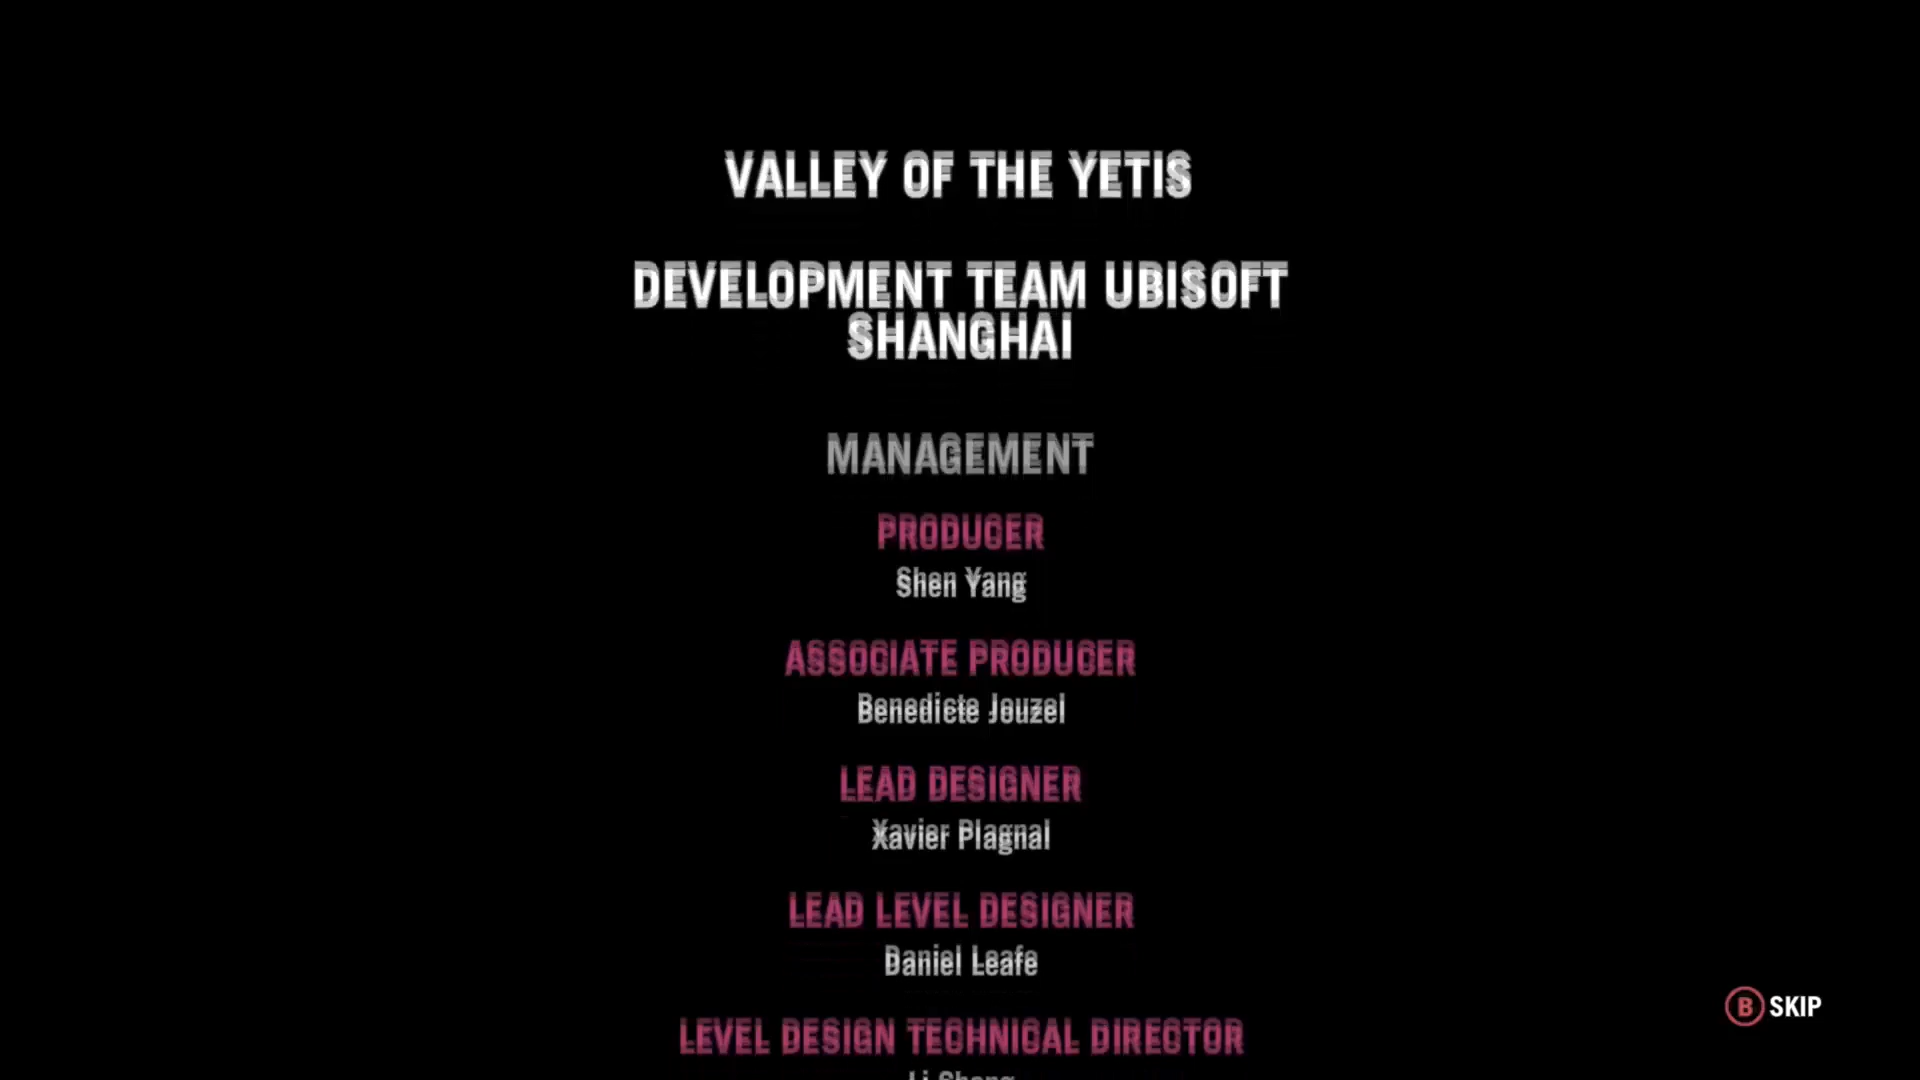 VALLEY OF THE YETIS
DEVELOPMENT TEAM UBISOFT
SHANGHAI
MANAGEMENT
PRODUCER
Shen Yang
ASSOCIATE PRODUCER
Benedicte Jouzel
LEAD DESIGNER
Xavier Plagnal
LEAD LEVEL DESIGNER
Daniel Leafe
LEVEL DESIGN TECHNICAL DIRECTOR
B SKIP